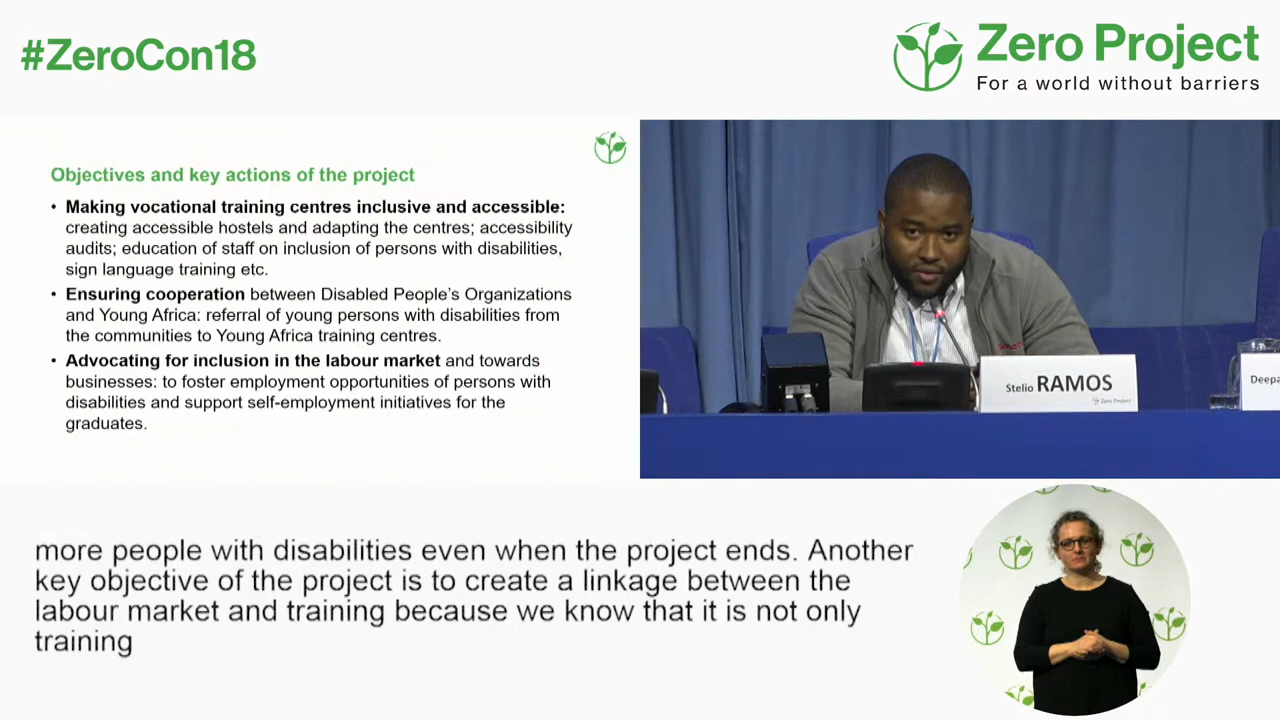 #ZeroCon18
Zero Project
For a world without barriers
Objectives and key actions of the project
• Making vocational training centres inclusive and accessible:
creating accessible hostels and adapting the centres; accessibility
audits; education of staff on inclusion of persons with disabilities,
sign language training etc.
• Ensuring cooperation between Disabled People's Organizations
and Young Africa: referral of young persons with disabilities from
the communities to Young Africa training centres.
• Advocating for inclusion in the labour market and towards
businesses: to foster employment opportunities of persons with
disabilities and support self-employment initiatives for the
graduates.
Stelio RAMOS
Zero Project
more people with disabilities even when the project ends. Another
key objective of the project is to create a linkage between the
labour market and training because we know that it is not only
training